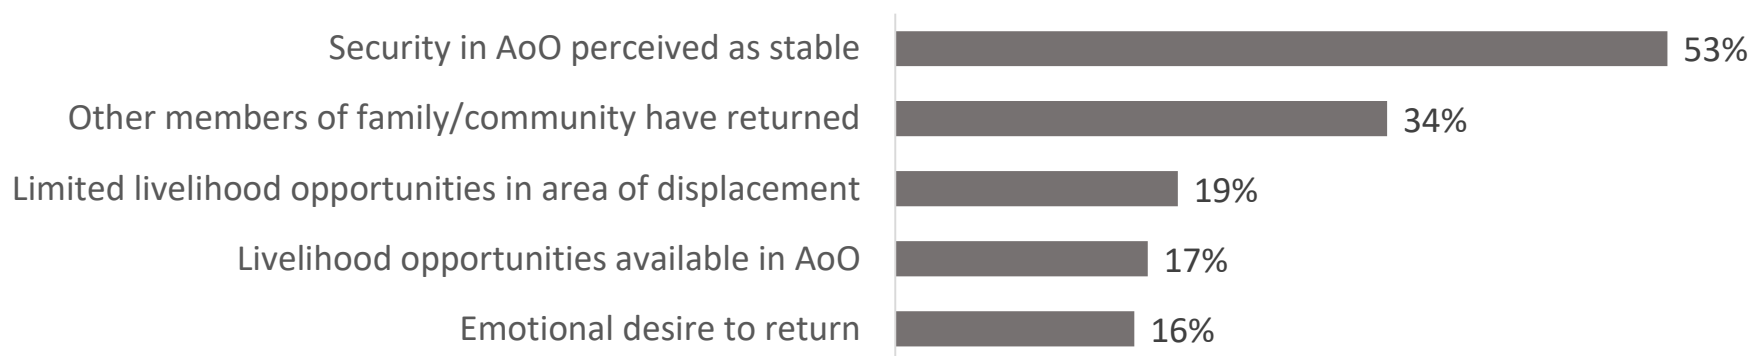 Security in AoO perceived as stable 53%
Other members of family/community have returned 34%
Limited livelihood opportunities in area of displacement 19%
Livelihood opportunities available in AoO 17%
Emotional desire to return 16%